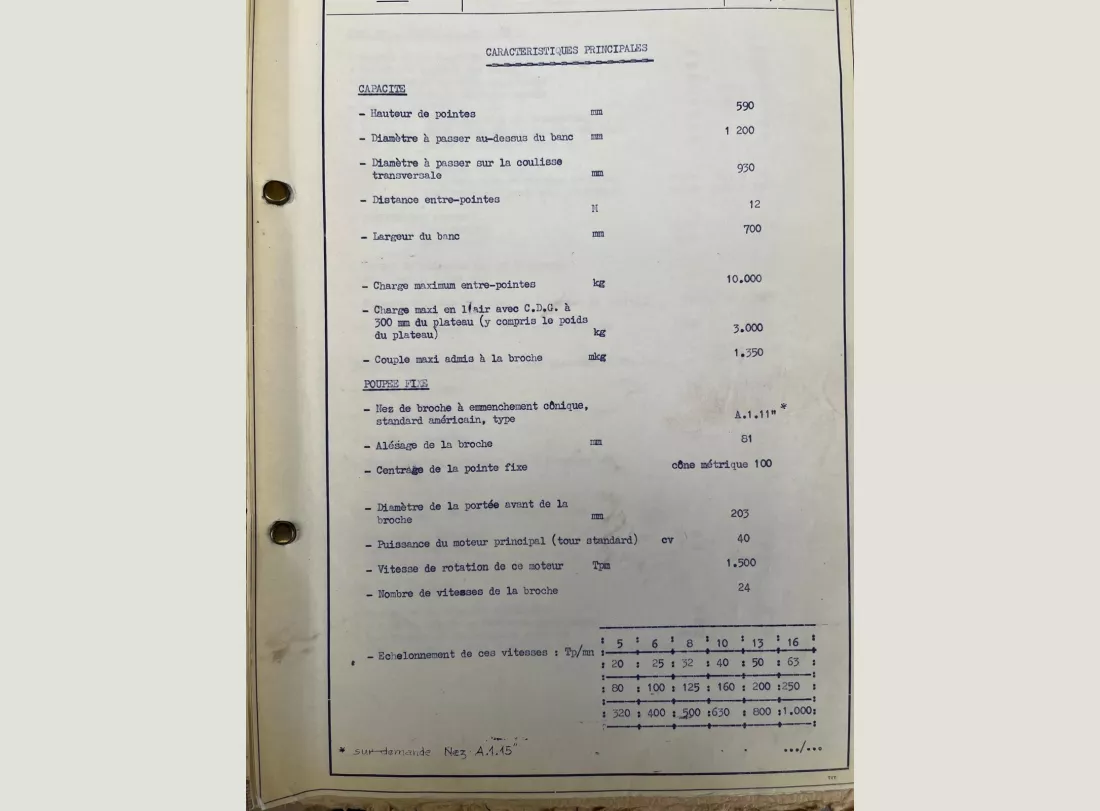 CARACTERISTIQUES PRINCIPALES
CAPACITE
- Hauteur de pointes mm 590
- Diamètre à passer au-dessus du banc mm 1 200
- Diamètre à passer sur la coulisse
transversale mm 930
- Distance entre-pointes M 12
- Largeur du banc mm 700
- Charge maximum entre-pointes kg 10.000
- Charge maxi en l'air avec C.D.G. à
300 mm du plateau (y compris le poids
du plateau) kg 3.000
- Couple maxi admis à la broche mkg 1.350
POUPEE FIXE
- Nez de broche à emmenchement cônique,
standard américain, type A.1.11" *
- Alésage de la broche mm 81
- Centrage de la pointe fixe cône métrique 100
- Diamètre de la portée avant de la
broche mm 203
- Puissance du moteur principal (tour standard) cv 40
- Vitesse de rotation de ce moteur Tpm 1.500
- Nombre de vitesses de la broche 24
- Echelonnement de ces vitesses : Tp/mn
: 5 : 6 : 8 : 10 : 13 : 16 :
: 20 : 25 : 32 : 40 : 50 : 63 :
: 80 : 100 : 125 : 160 : 200 : 250 :
: 320 : 400 : 500 : 630 : 800 : 1.000:
* sur demande Nez A.1.15"
.../...